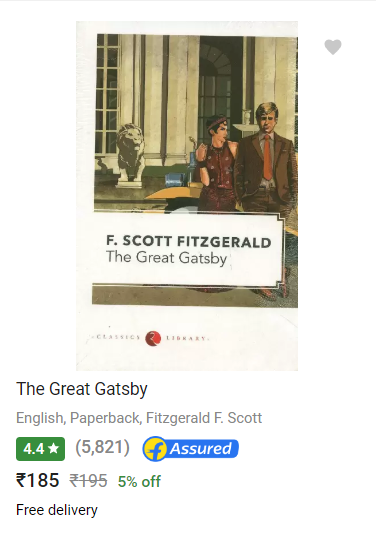 F. SCOTT FITZGERALD
The Great Gatsby
CLASSICS LIBRARY
The Great Gatsby
English, Paperback, Fitzgerald F. Scott
4.4★ (5,821) f Assured
₹185 ₹195 5% off
Free delivery